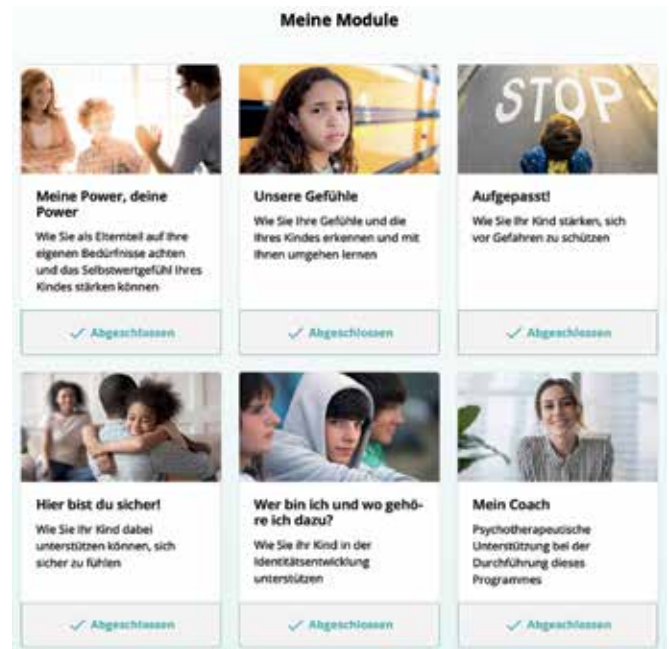 Meine Module
STOP
Meine Power, deine
Power
Wie Sie als Elternteil auf Ihre
eigenen Bedürfnisse achten
und das Selbstwertgefühl Ihres
Kindes stärken können
Abgeschlossen
Unsere Gefühle
Wie Sie Ihre Gefühle und die
Ihres Kindes erkennen und mit
Ihnen umgehen lernen
Abgeschlossen
Aufgepasst!
Wie Sie Ihr Kind stärken, sich
vor Gefahren zu schützen
Abgeschlossen
Hier bist du sicher!
Wie Sie Ihr Kind dabei
unterstützen können, sich
sicher zu fühlen
Abgeschlossen
Wer bin ich und wo gehö-
re ich dazu?
Wie Sie ihr Kind in der
Identitätsentwicklung
unterstützen
Abgeschlossen
Mein Coach
Psychotherapeutische
Unterstützung bei der
Durchführung dieses
Programmes
Abgeschlossen